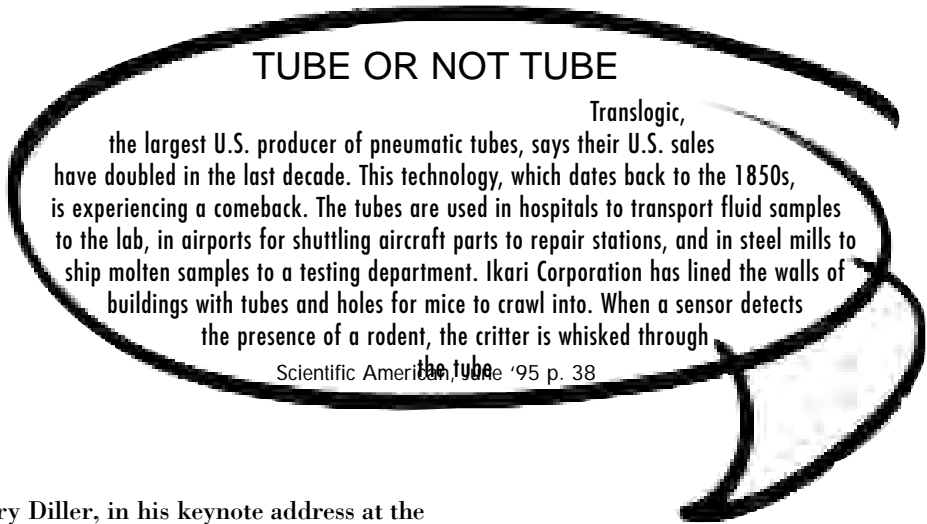 TUBE OR NOT TUBE
Translogic,
the largest U.S. producer of pneumatic tubes, says their U.S. sales
have doubled in the last decade. This technology, which dates back to the 1850s,
is experiencing a comeback. The tubes are used in hospitals to transport fluid samples
to the lab, in airports for shuttling aircraft parts to repair stations, and in steel mills to
ship molten samples to a testing department. Ikari Corporation has lined the walls of
buildings with tubes and holes for mice to crawl into. When a sensor detects
the presence of a rodent, the critter is whisked through
the tube
Scientific American, June '95 p. 38
ry Diller, in his keynote address at the